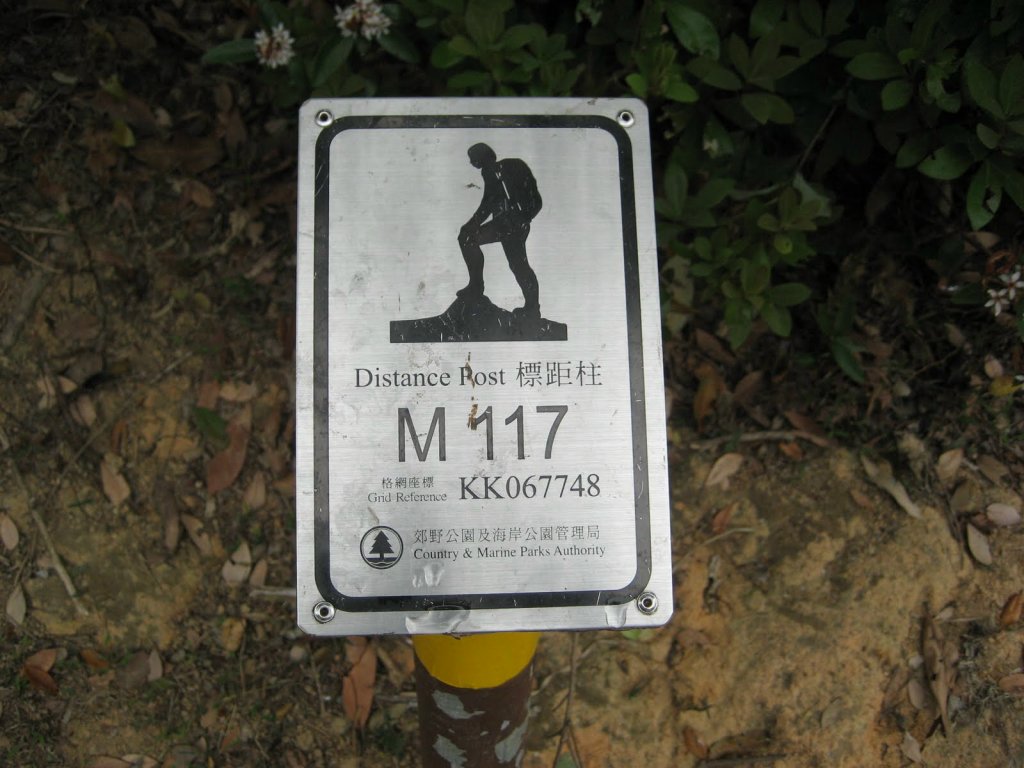 Distance Post 標距柱
M 117
格網座標
Grid Reference KK067748
郊野公園及海岸公園管理局
Country & Marine Parks Authority